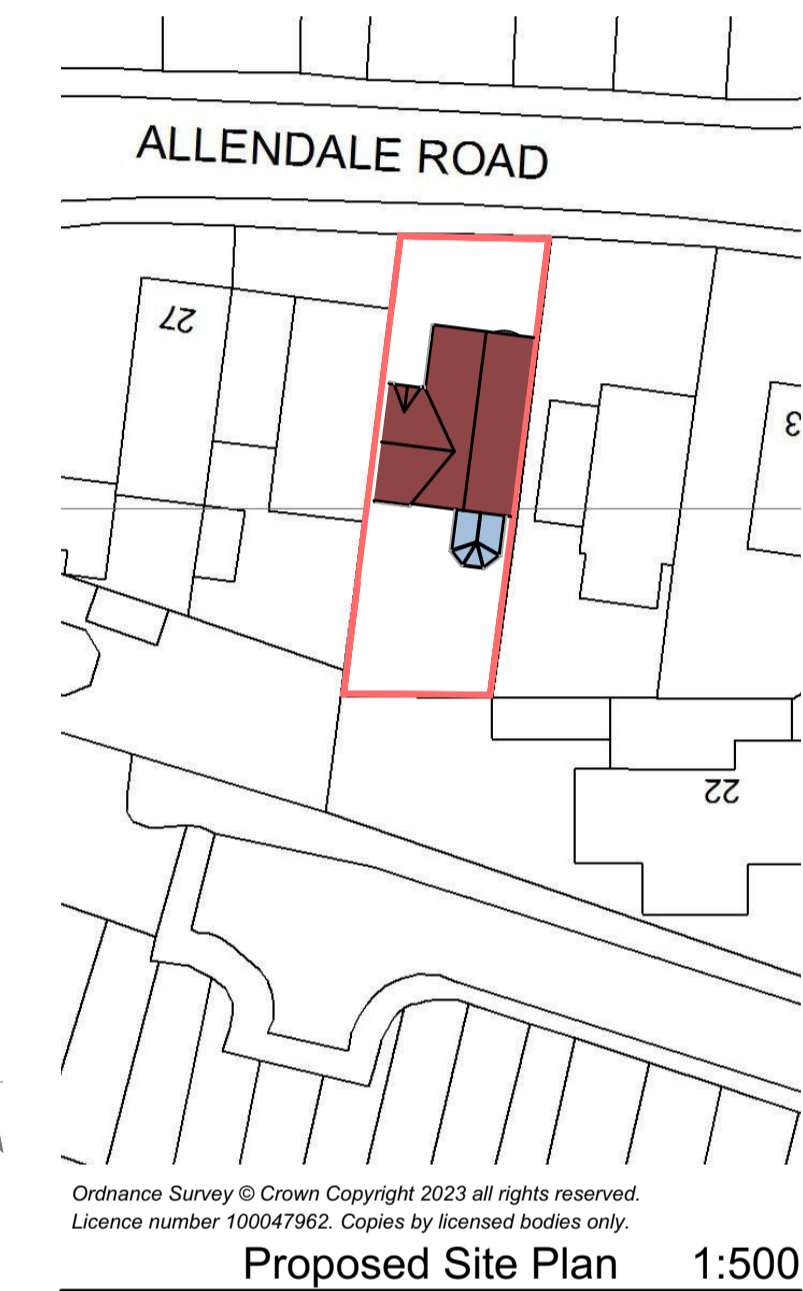 ALLENDALE ROAD
27
3
22
Ordnance Survey © Crown Copyright 2023 all rights reserved.
Licence number 100047962. Copies by licensed bodies only.
Proposed Site Plan 1:500